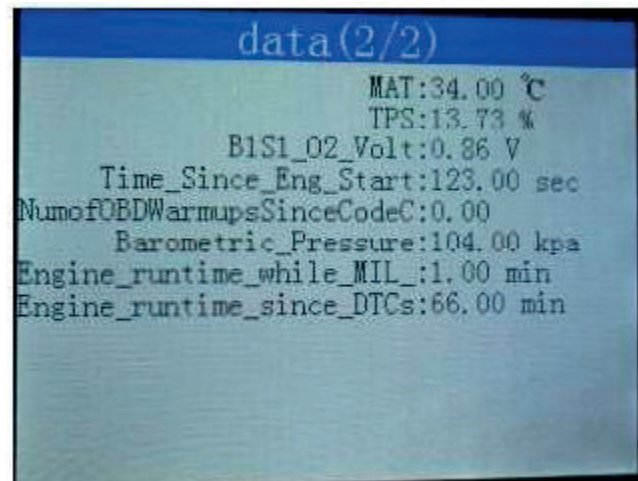 data(2/2)
MAT:34.00 ℃
TPS:13.73 %
B1S1_O2_Volt:0.86 V
Time_Since_Eng_Start:123.00 sec
NumofOBDWarmupsSinceCodeC:0.00
Barometric_Pressure:104.00 kpa
Engine_runtime_while_MIL_:1.00 min
Engine_runtime_since_DTCs:66.00 min